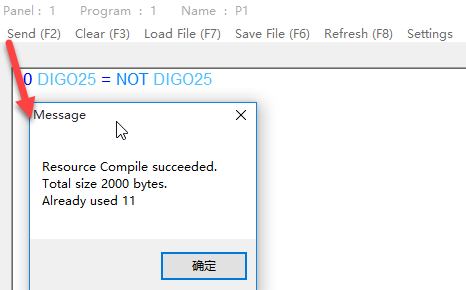 Panel : 1 Program : 1 Name : P1
Send (F2) Clear (F3) Load File (F7) Save File (F6) Refresh (F8) Settings
0 DIGO25 = NOT DIGO25
Message
Resource Compile succeeded.
Total size 2000 bytes.
Already used 11
确定